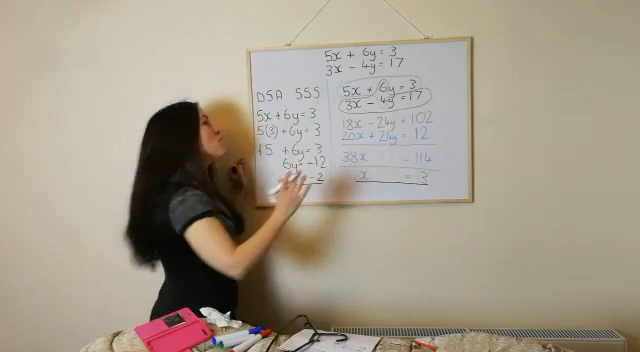 5x + 6y = 3
3x - 4y = 17
DSA SSS
5x + 6y = 3
5(3) + 6y = 3
15 + 6y = 3
6y = -12
-2
5x + 6y = 3
3x - 4y = 17
18x - 24y = 102
20x + 24y = 12
38x = 114
x = 3